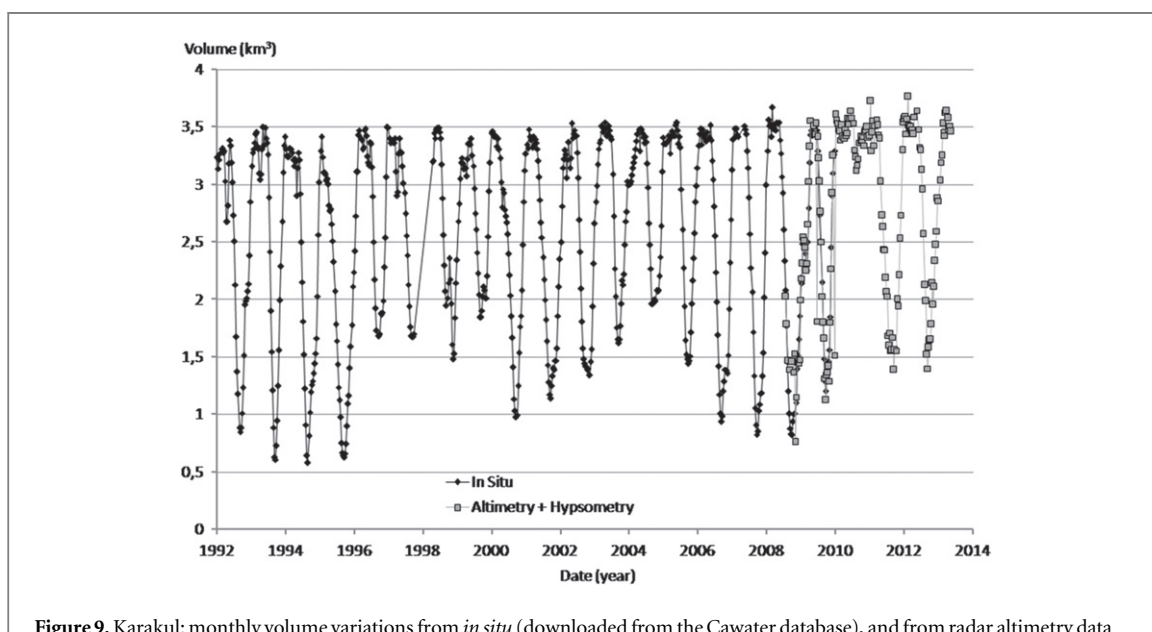 Volume (km³)
4
3,5
3
2,5
2
1,5
1
0,5
0
In Situ
Altimetry + Hypsometry
1992 1994 1996 1998 2000 2002 2004 2006 2008 2010 2012 2014
Date (year)
Figure 9. Karakul: monthly volume variations from in situ (downloaded from the Cawater database), and from radar altimetry data